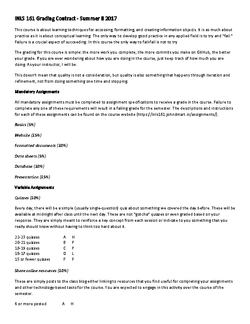 INLS 161 Grading Contract - Summer II 2017
This course is about learning techniques for accessing, formatting, and creating information objects. It is as much about
practice as it is about conceptual learning. The only way to develop good practice in any applied field is to try and "fail."
Failure is a crucial aspect of succeeding. In this course the only way to fail fail is not to try
The grading for this course is simple: the more work you complete, the more commits you make on GitHub, the better
your grade. If you are ever wondering about how you are doing in the course, just keep track of how much you are
doing. As your instructor, I will be.
This doesn't mean that quality is not a consideration, but quality is also something that happens through iteration and
refinement, not from doing something one time and stopping.
Mandatory Assignments
All mandatory assignments must be completed to assignment specifications to receive a grade in the course. Failure to
complete any one of these requirements will result in a failing grade for the semester. The descriptions and instructions
for each of these assignments can be found on the course website
Basics (5%)
Website (15%)
Formatted documents (10%)
Data sheets (5%)
Database (10%)
Presentation (15%)
Variable Assignments
Quizzes (10%)
Every day, there will be a simple (usually single-question) quiz about something we covered the day before. These will be
available at midnight after class until the next day. These are not "gotcha" quizzes or even graded based on your
response. They are simply meant to reinforce a key concept from each session or indicate to you something that you
really should know without having to think too hard about it.
22-23 quizzes A H
20-21 quizzes B P
18-19 quizzes C P
16-17 quizzes D L
15 or fewer quizzes F F
Share online resources (10%)
These are postings to the class blog either linking to resources that you find useful for completing your assignments
and other technology-based tasks for the course. You are expected to engage in this activity over the course of the
semester.
6 or more posted A H